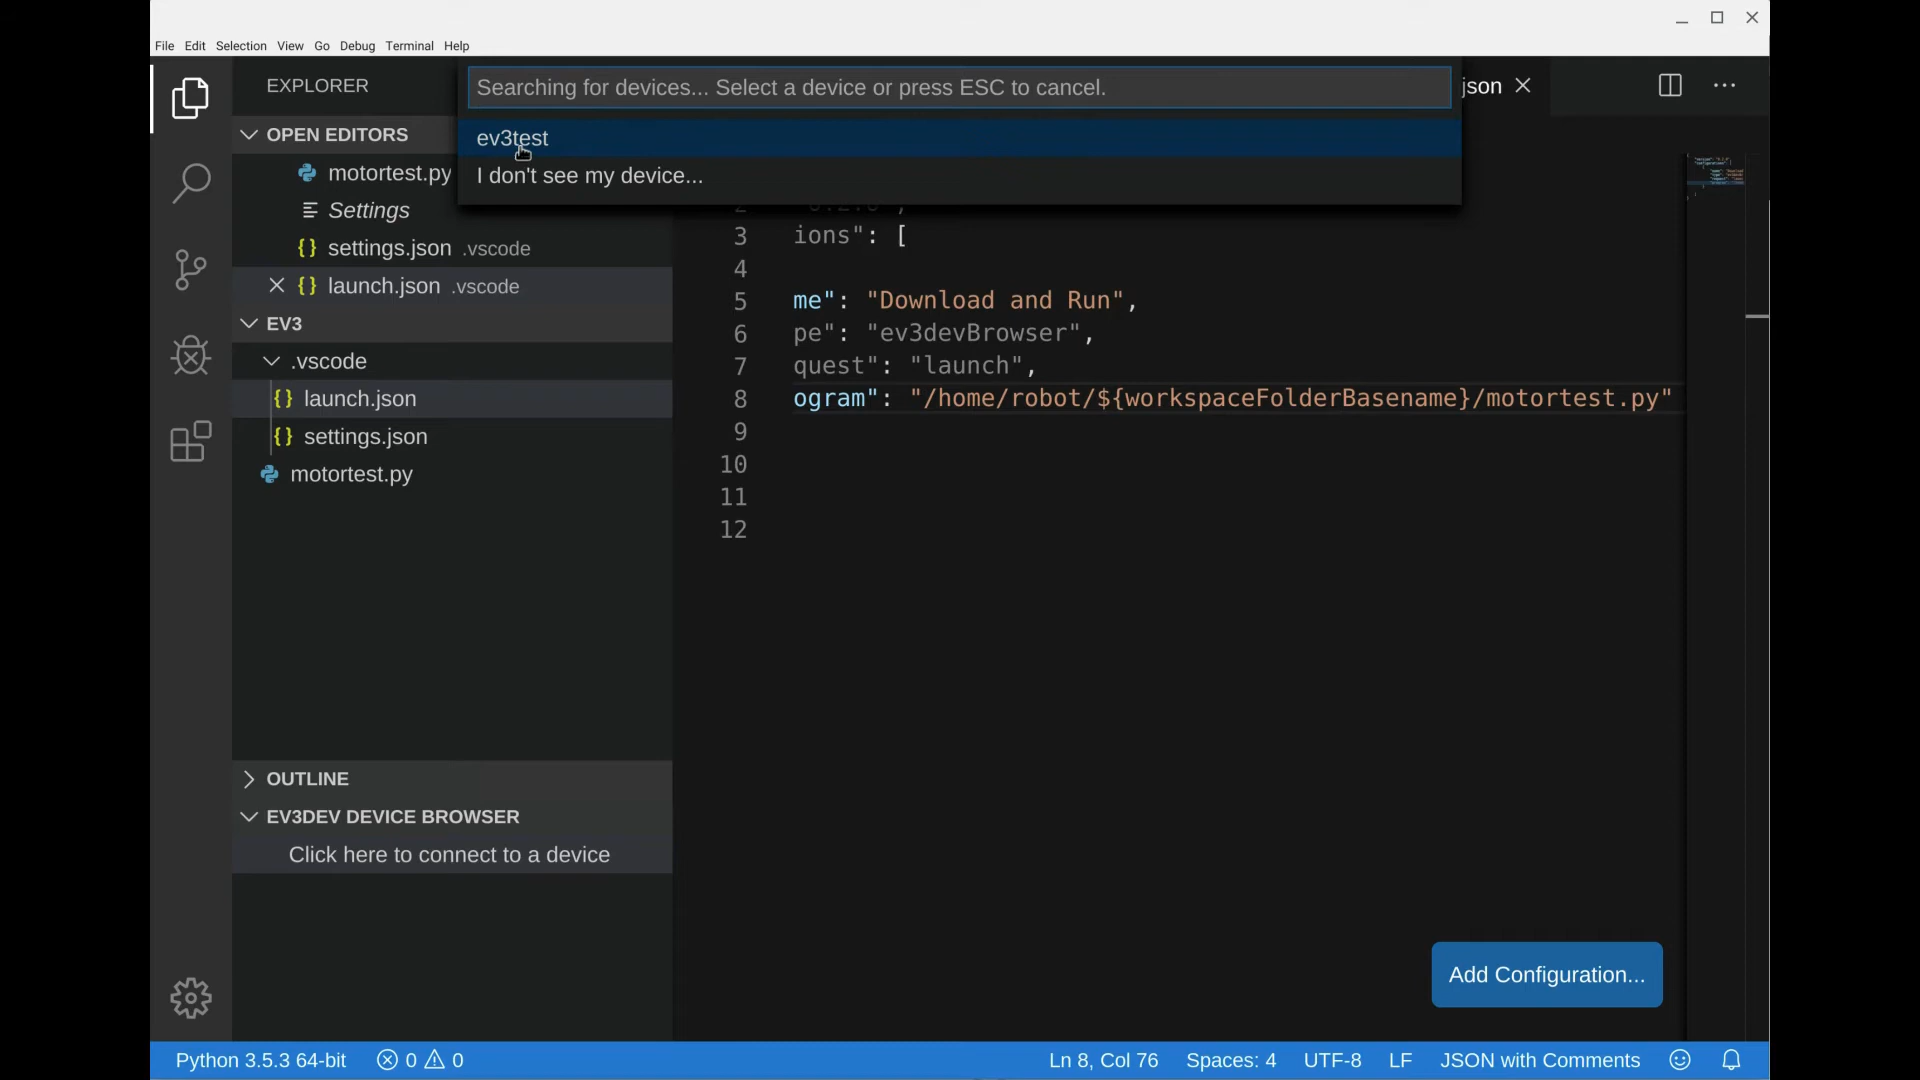 File Edit Selection View Go Debug Terminal Help
EXPLORER
Searching for devices... Select a device or press ESC to cancel.
json
OPEN EDITORS
ev3test
motortest.py
I don't see my device...
Settings
settings.json .vscode
launch.json .vscode
EV3
.vscode
launch.json
settings.json
motortest.py
2
3 ions": [
4
5 me": "Download and Run",
6 pe": "ev3devBrowser",
7 quest": "launch",
8 ogram": "/home/robot/${workspaceFolderBasename}/motortest.py"
9
10
11
12
OUTLINE
EV3DEV DEVICE BROWSER
Click here to connect to a device
Add Configuration...
Python 3.5.3 64-bit 0 0 Ln 8, Col 76 Spaces: 4 UTF-8 LF JSON with Comments